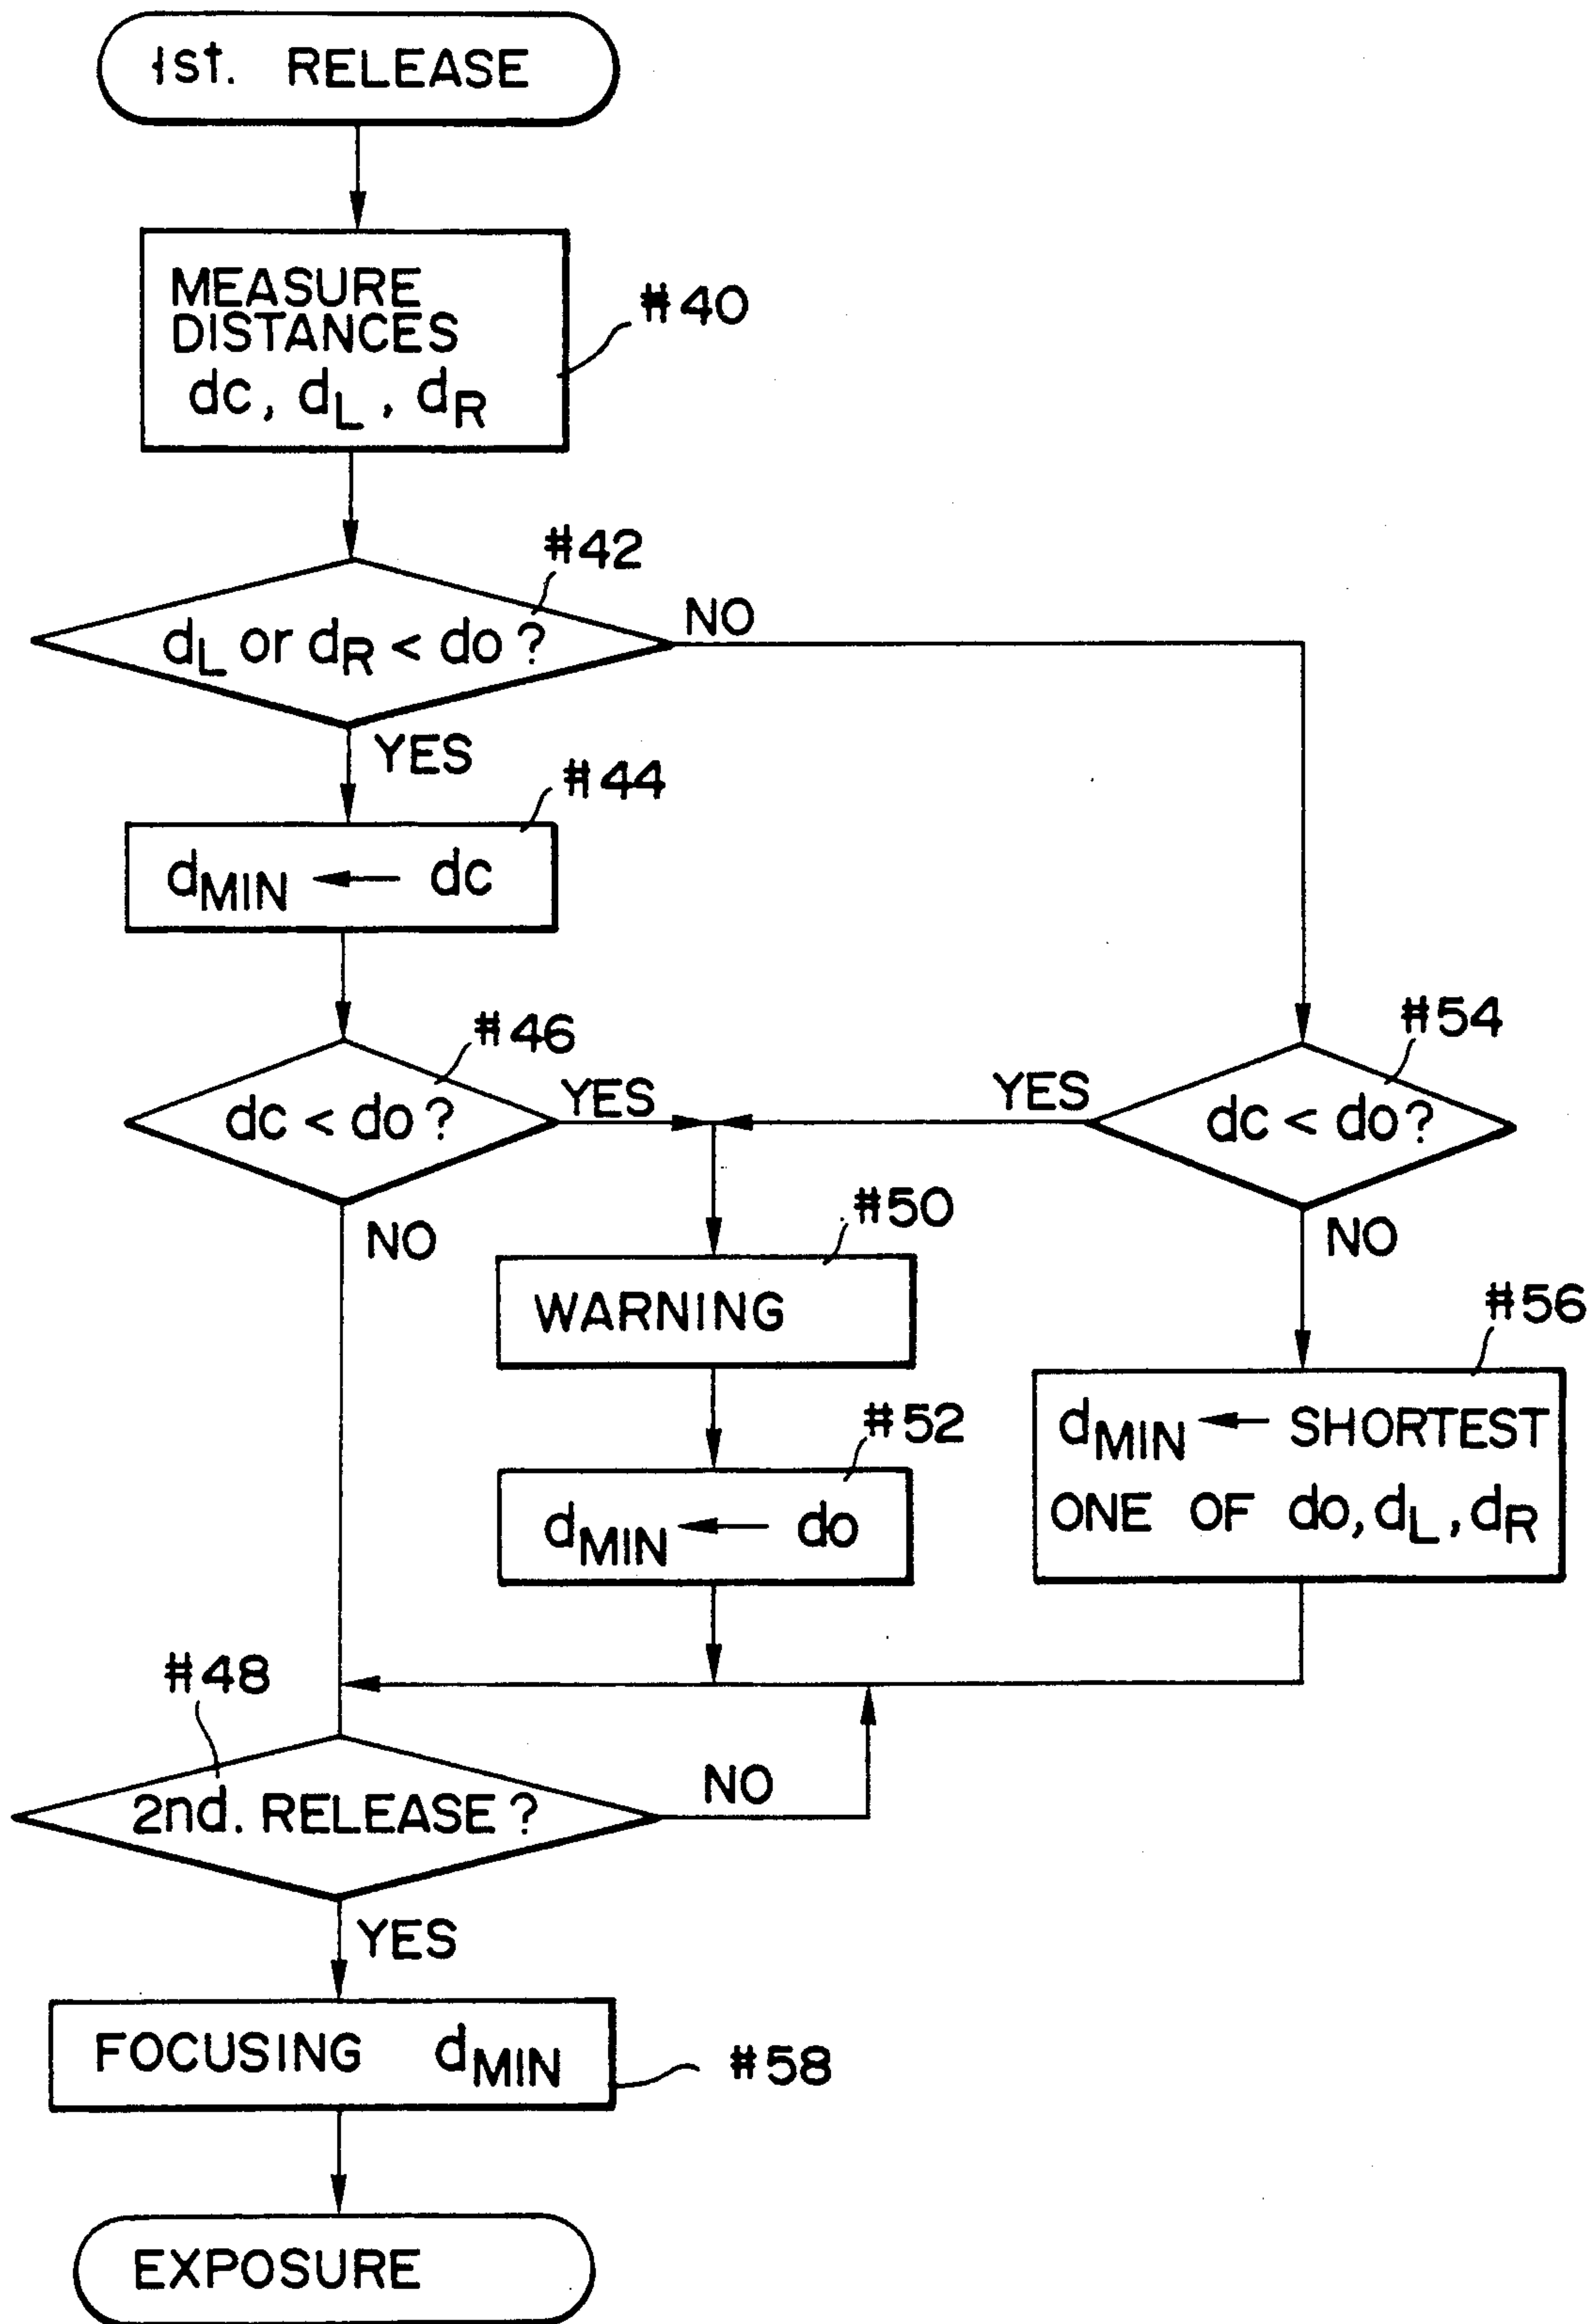 1st. RELEASE
MEASURE
DISTANCES
dc, dL, dR
#40
#42
dL or dR < do ?
NO
YES
#44
dMIN ← dc
#46
dc < do ?
YES
NO
#54
dc < do ?
YES
NO
#50
WARNING
#52
dMIN ← do
#56
dMIN ← SHORTEST
ONE OF do, dL, dR
#48
2nd. RELEASE ?
NO
YES
FOCUSING dMIN
#58
EXPOSURE